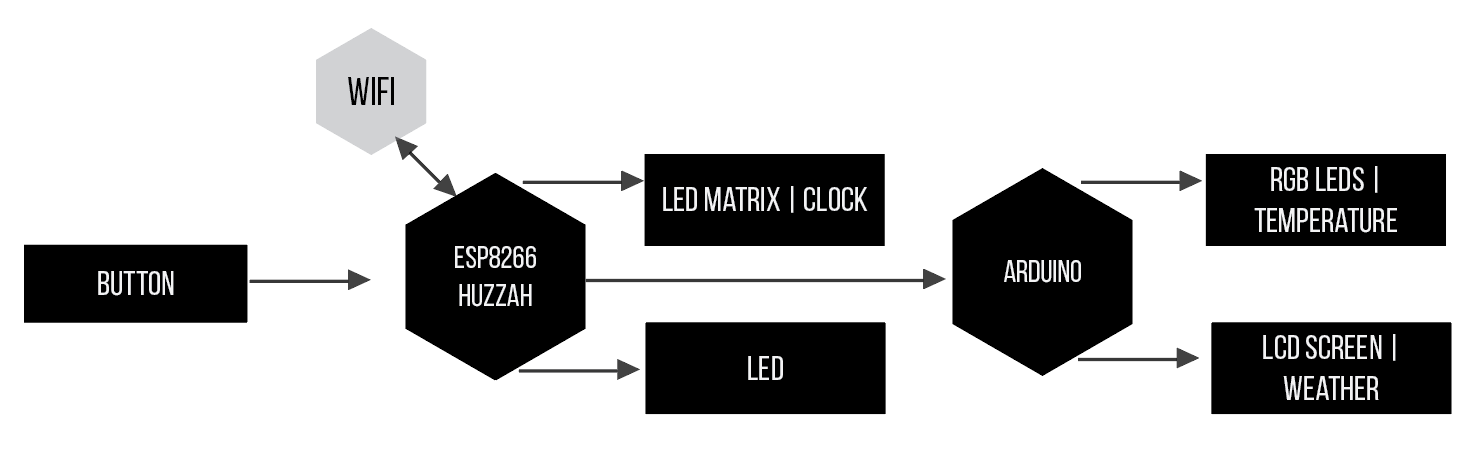 WIFI
BUTTON
ESP8266
HUZZAH
LED MATRIX | CLOCK
LED
ARDUINO
RGB LEDS |
TEMPERATURE
LCD SCREEN |
WEATHER